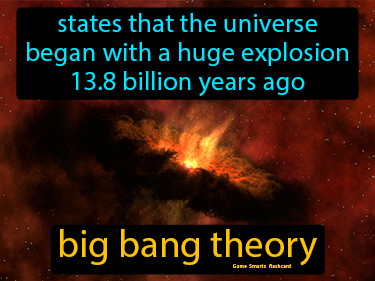 states that the universe
began with a huge explosion
13.8 billion years ago
big bang theory
Game Smartz flashcard